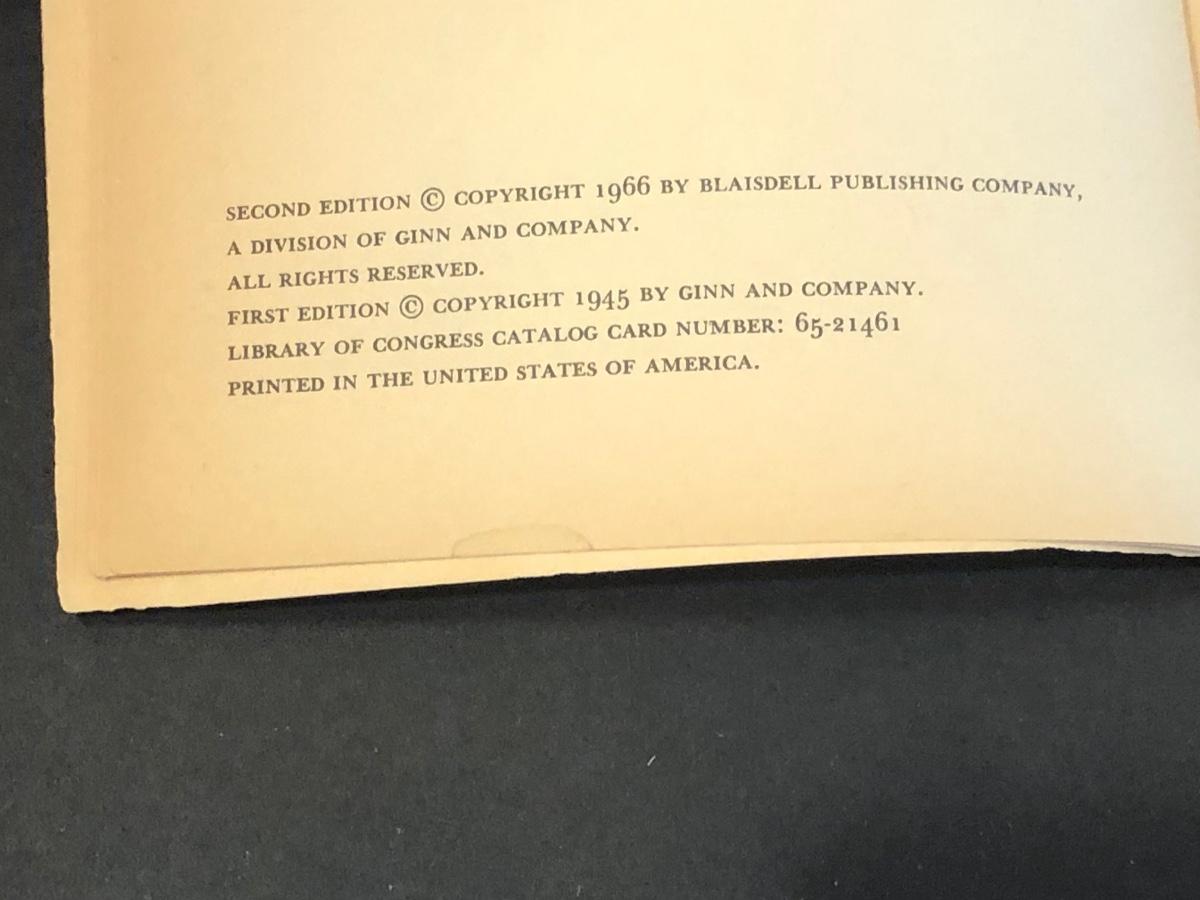 SECOND EDITION © COPYRIGHT 1966 BY BLAISDELL PUBLISHING COMPANY,
A DIVISION OF GINN AND COMPANY.
ALL RIGHTS RESERVED.
FIRST EDITION © COPYRIGHT 1945 BY GINN AND COMPANY.
LIBRARY OF CONGRESS CATALOG CARD NUMBER: 65-21461
PRINTED IN THE UNITED STATES OF AMERICA.